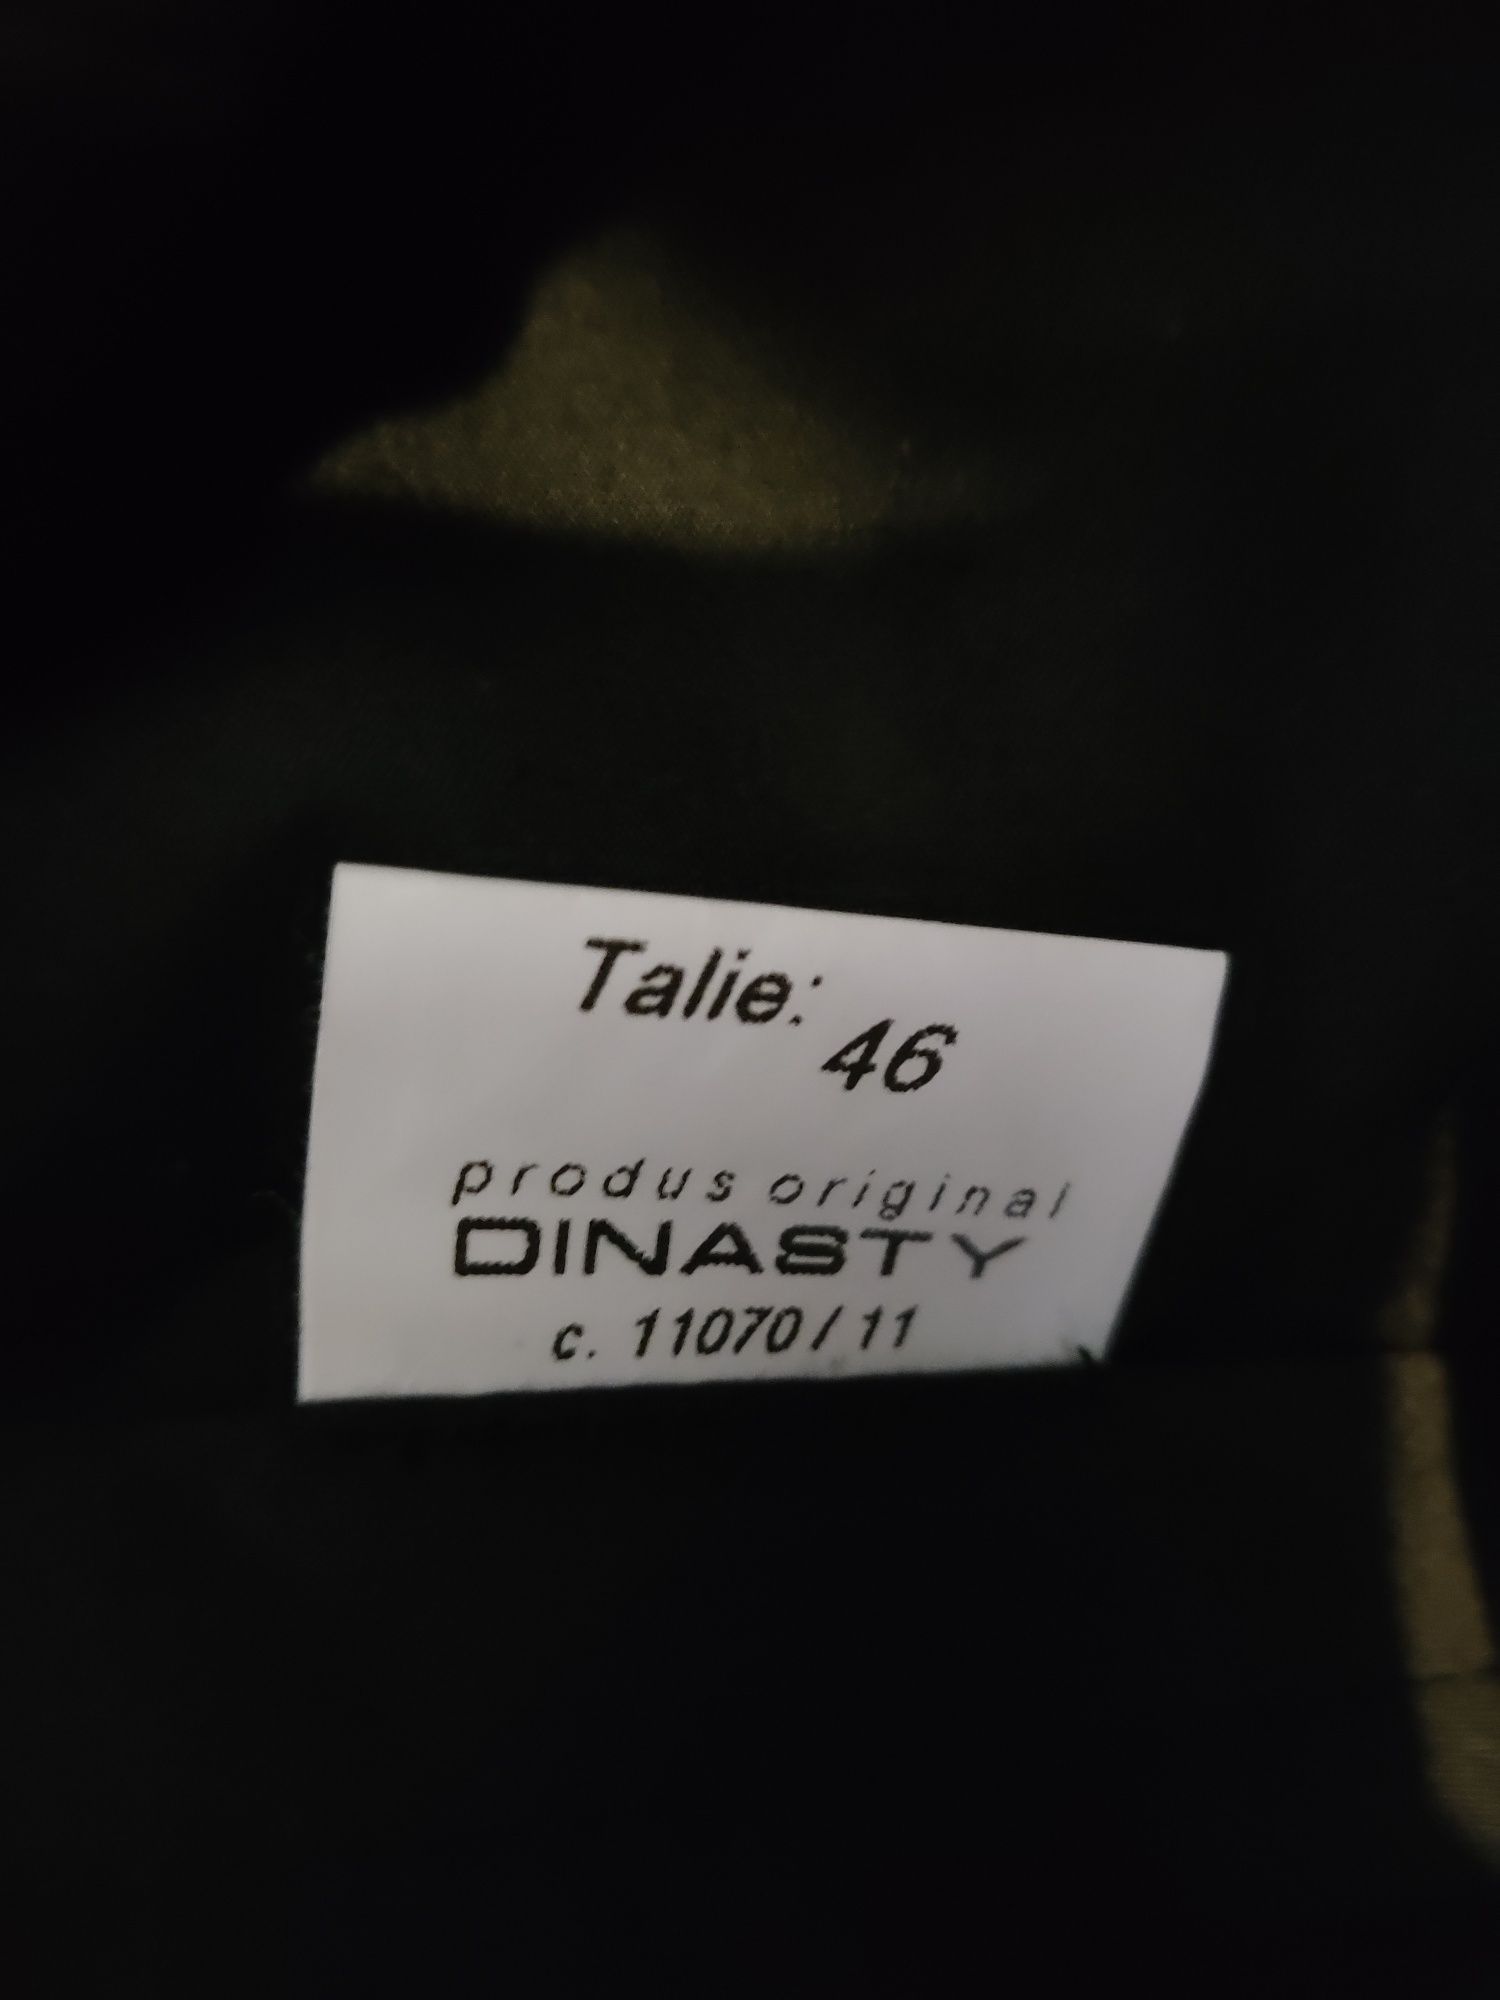 Talie:
46
produs original
DINASTY
c. 11070/11